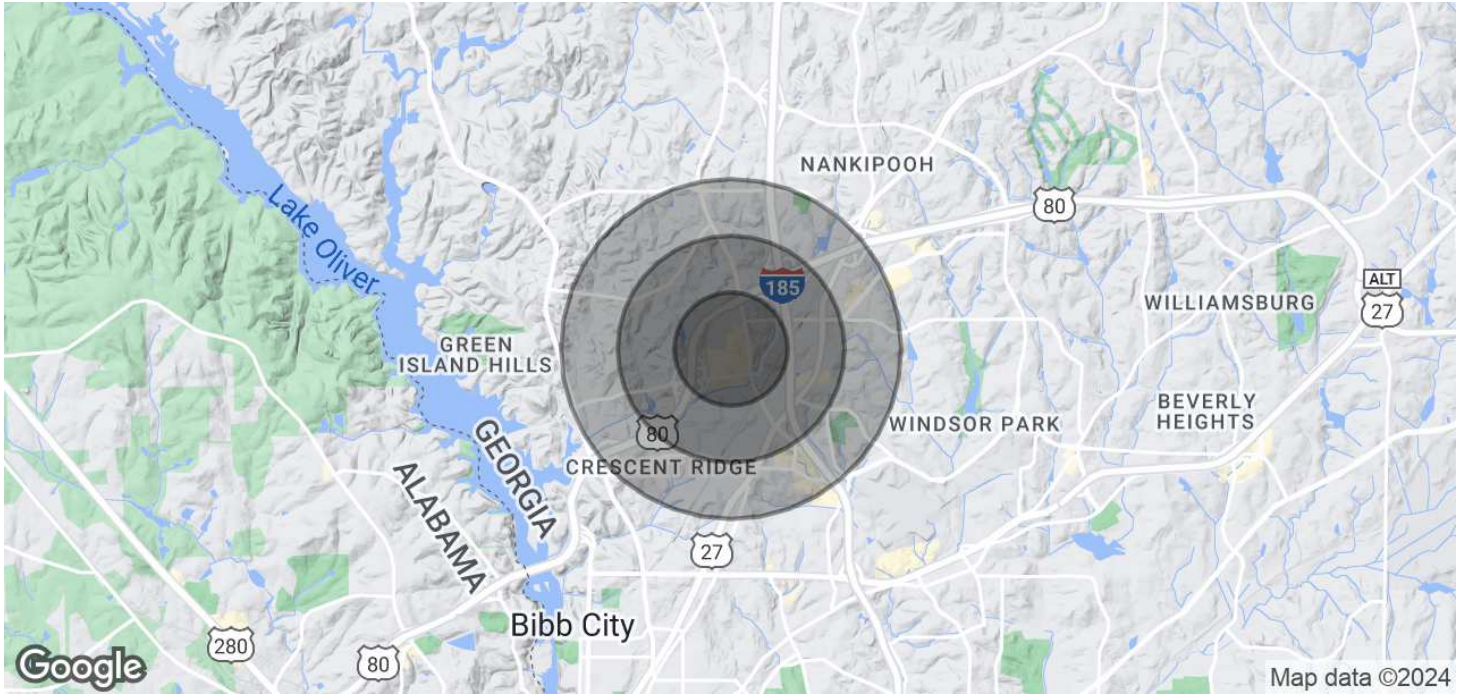 NANKIPOOH
80
Lake Oliver
185
ALT
27
WILLIAMSBURG
GREEN
ISLAND HILLS
BEVERLY
HEIGHTS
WINDSOR PARK
80
CRESCENT RIDGE
GEORGIA
ALABAMA
27
Bibb City
280
80
Google
Map data ©2024